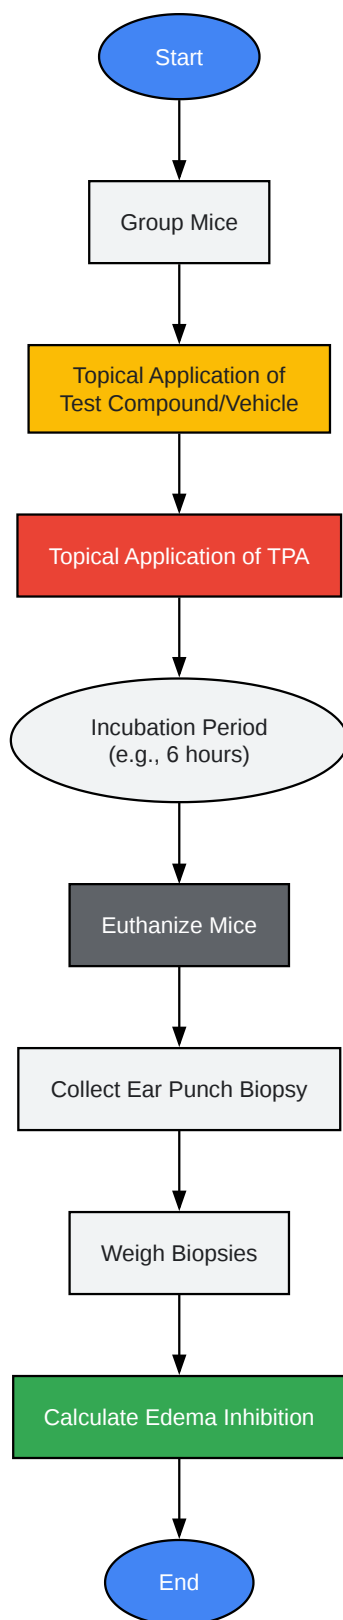 Start
Group Mice
Topical Application of
Test Compound/Vehicle
Topical Application of TPA
Incubation Period
(e.g., 6 hours)
Euthanize Mice
Collect Ear Punch Biopsy
Weigh Biopsies
Calculate Edema Inhibition
End